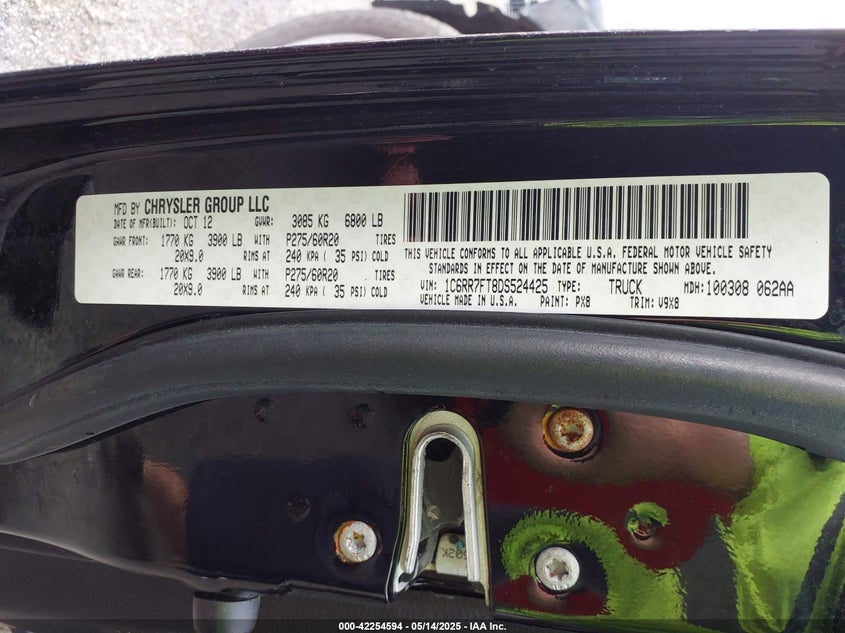 MFD BY CHRYSLER GROUP LLC
DATE OF MFR(BUILT): OCT 12 GVWR: 3085 KG 6800 LB
GAWR FRONT: 1770 KG 3900 LB WITH P275/60R20 TIRES
20X9.0 RIMS AT 240 KPA ( 35 PSI) COLD
GAWR REAR: 1770 KG 3900 LB WITH P275/60R20 TIRES
20X9.0 RIMS AT 240 KPA ( 35 PSI) COLD
THIS VEHICLE CONFORMS TO ALL APPLICABLE U.S.A. FEDERAL MOTOR VEHICLE SAFETY
STANDARDS IN EFFECT ON THE DATE OF MANUFACTURE SHOWN ABOVE.
VIN: 1C6RR7FT8DS524425 TYPE: TRUCK MDH: 100308 062AA
VEHICLE MADE IN U.S.A. PAINT: PX8 TRIM: V9X8
000-42254594 - 05/14/2025 - IAA Inc.